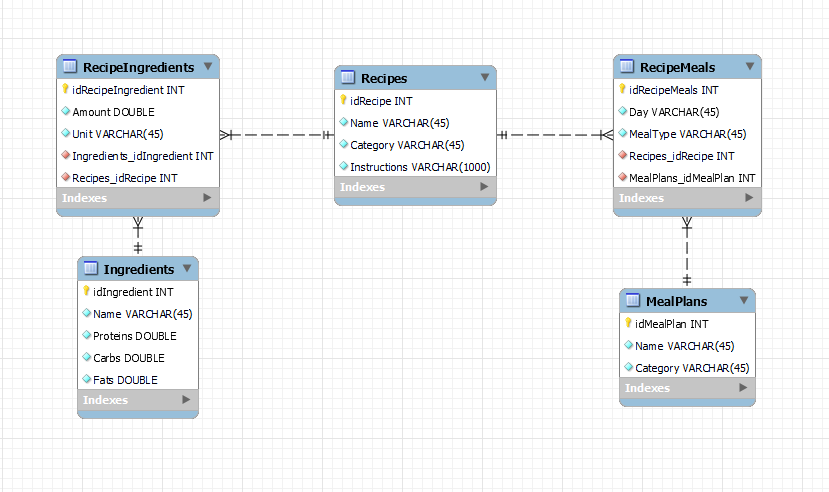 RecipeIngredients
idRecipeIngredient INT
Amount DOUBLE
Unit VARCHAR(45)
Ingredients_idIngredient INT
Recipes_idRecipe INT
Indexes
Recipes
idRecipe INT
Name VARCHAR(45)
Category VARCHAR(45)
Instructions VARCHAR(1000)
Indexes
RecipeMeals
idRecipeMeals INT
Day VARCHAR(45)
MealType VARCHAR(45)
Recipes_idRecipe INT
MealPlans_idMealPlan INT
Indexes
Ingredients
idIngredient INT
Name VARCHAR(45)
Proteins DOUBLE
Carbs DOUBLE
Fats DOUBLE
Indexes
MealPlans
idMealPlan INT
Name VARCHAR(45)
Category VARCHAR(45)
Indexes